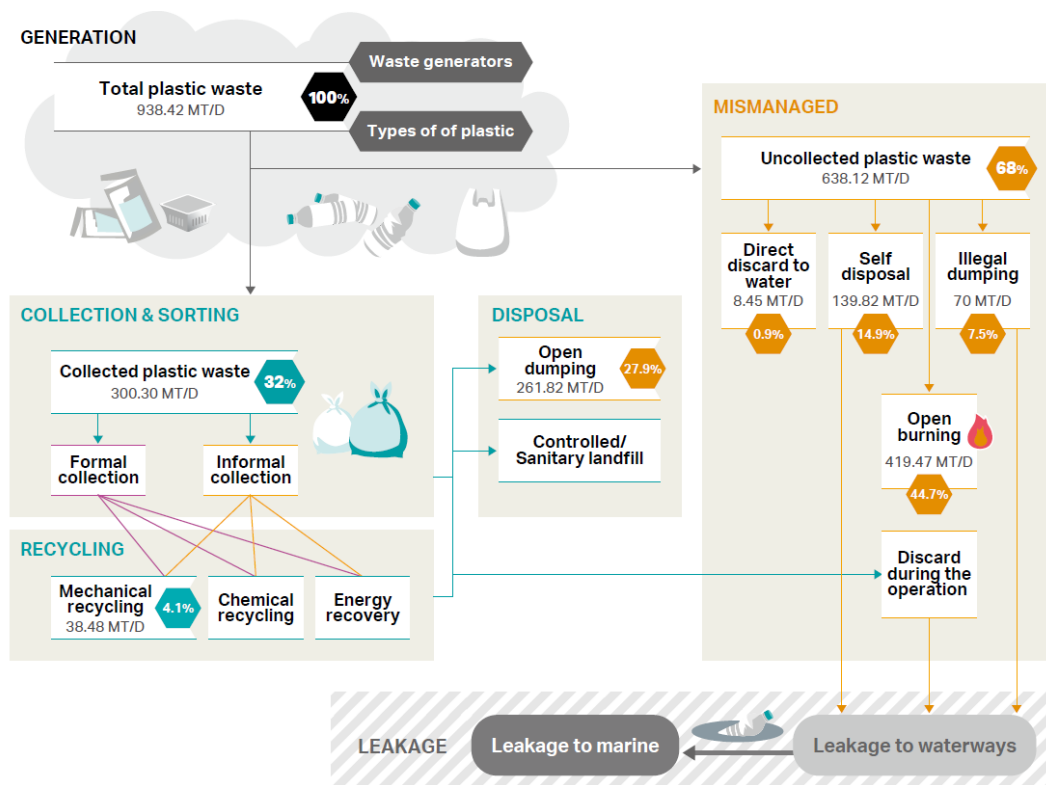 GENERATION
Waste generators
Total plastic waste
938.42 MT/D
100%
Types of of plastic
MISMANAGED
Uncollected plastic waste
638.12 MT/D
68%
Direct
discard to
water
8.45 MT/D
0.9%
Self
disposal
139.82 MT/D
14.9%
Illegal
dumping
70 MT/D
7.5%
Open
burning
419.47 MT/D
44.7%
Discard
during the
operation
COLLECTION & SORTING
Collected plastic waste
300.30 MT/D
32%
Formal
collection
Informal
collection
DISPOSAL
Open
dumping
261.82 MT/D
27.9%
Controlled/
Sanitary landfill
RECYCLING
Mechanical
recycling
38.48 MT/D
4.1%
Chemical
recycling
Energy
recovery
LEAKAGE
Leakage to marine
Leakage to waterways